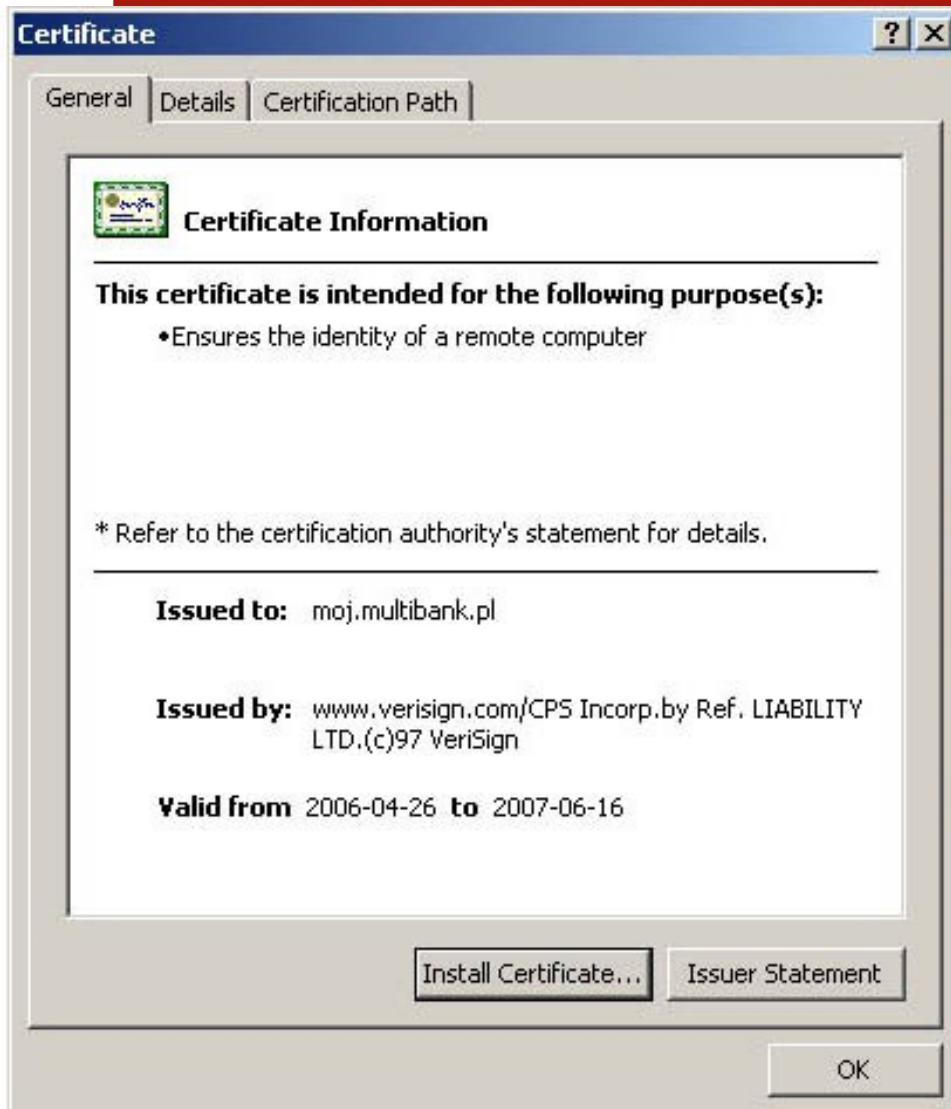 Certificate
General Details Certification Path
Certificate Information
This certificate is intended for the following purpose(s):
•Ensures the identity of a remote computer
* Refer to the certification authority's statement for details.
Issued to: moj.multibank.pl
Issued by: www.verisign.com/CPS Incorp.by Ref. LIABILITY
LTD.(c)97 VeriSign
Valid from 2006-04-26 to 2007-06-16
Install Certificate... Issuer Statement
OK